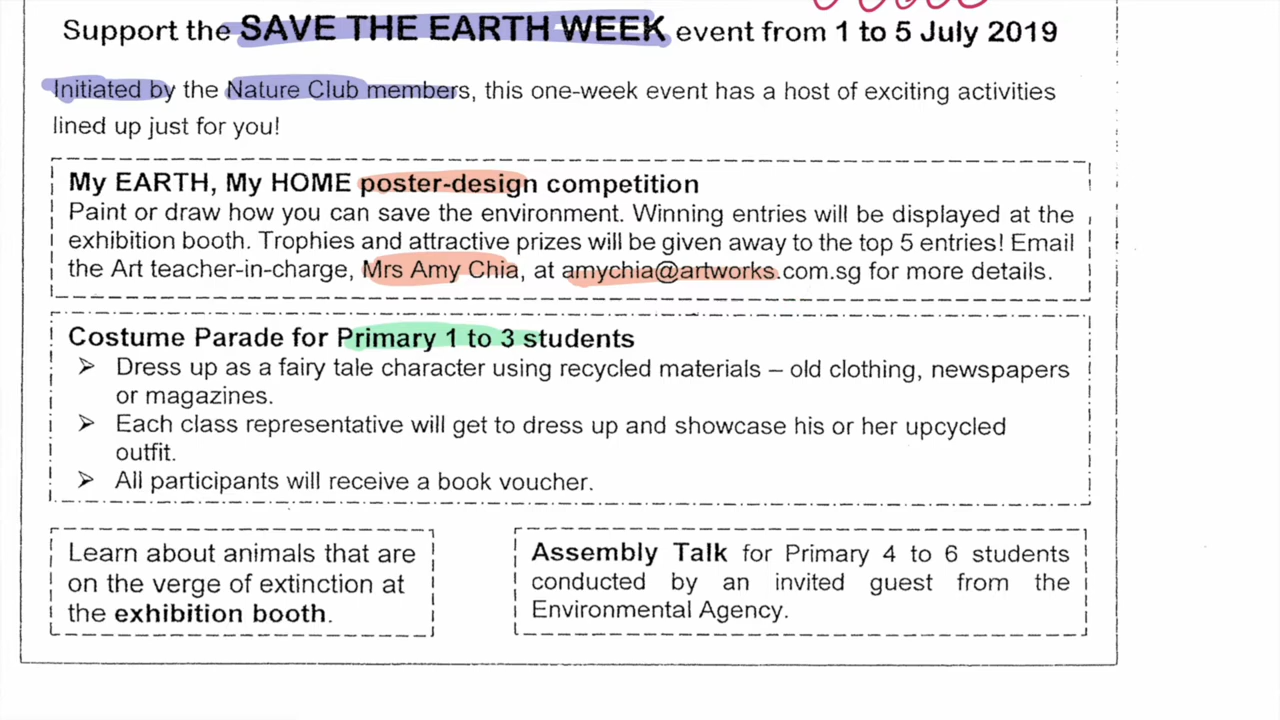 Support the SAVE THE EARTH WEEK event from 1 to 5 July 2019
Initiated by the Nature Club members, this one-week event has a host of exciting activities
lined up just for you!
My EARTH, My HOME poster-design competition
Paint or draw how you can save the environment. Winning entries will be displayed at the
exhibition booth. Trophies and attractive prizes will be given away to the top 5 entries! Email
the Art teacher-in-charge, Mrs Amy Chia, at amychia@artworks.com.sg for more details.
Costume Parade for Primary 1 to 3 students
➢ Dress up as a fairy tale character using recycled materials – old clothing, newspapers
or magazines.
➢ Each class representative will get to dress up and showcase his or her upcycled
outfit.
➢ All participants will receive a book voucher.
Learn about animals that are
on the verge of extinction at
the exhibition booth.
Assembly Talk for Primary 4 to 6 students
conducted by an invited guest from the
Environmental Agency.